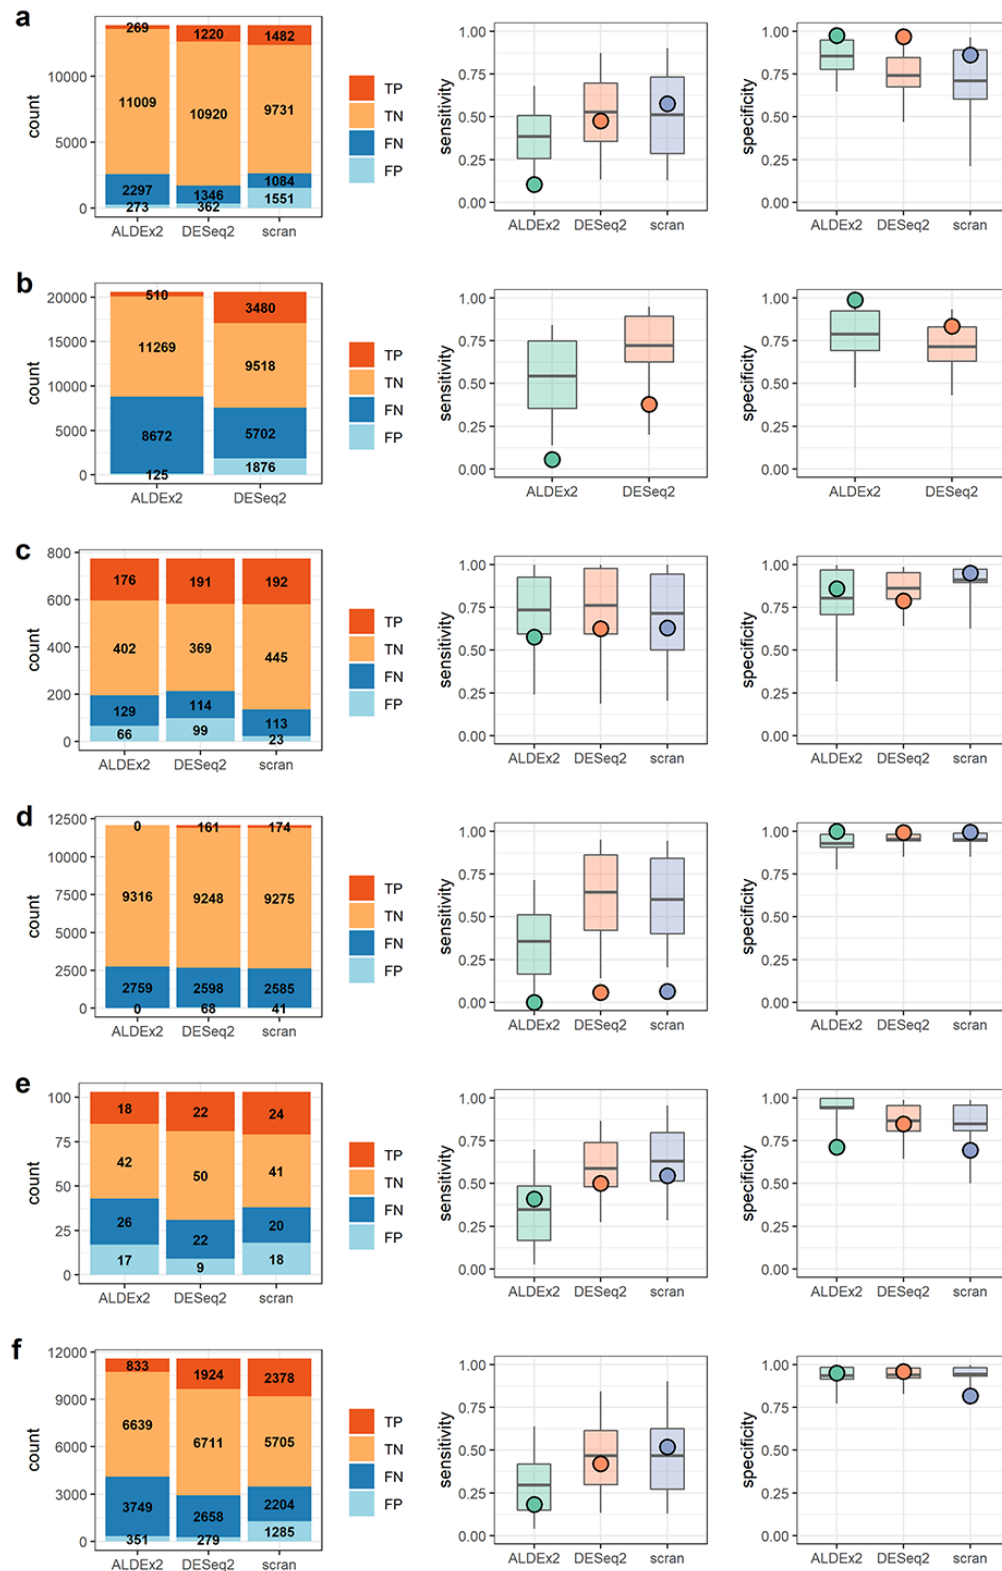 a
count
10000
5000
0
269
11009
2297
273
1220
10920
1346
362
1482
9731
1084
1551
ALDEx2 DESeq2 scran
TP
TN
FN
FP
sensitivity
1.00
0.75
0.50
0.25
0.00
ALDEx2 DESeq2 scran
specificity
1.00
0.75
0.50
0.25
0.00
ALDEx2 DESeq2 scran
b
count
20000
15000
10000
5000
0
510
11269
8672
125
3480
9518
5702
1876
ALDEx2 DESeq2
TP
TN
FN
FP
sensitivity
1.00
0.75
0.50
0.25
0.00
ALDEx2 DESeq2
specificity
1.00
0.75
0.50
0.25
0.00
ALDEx2 DESeq2
c
count
800
600
400
200
0
176
402
129
66
191
369
114
99
192
445
113
23
ALDEx2 DESeq2 scran
TP
TN
FN
FP
sensitivity
1.00
0.75
0.50
0.25
0.00
ALDEx2 DESeq2 scran
specificity
1.00
0.75
0.50
0.25
0.00
ALDEx2 DESeq2 scran
d
count
12500
10000
7500
5000
2500
0
0
9316
2759
0
161
9248
2598
68
174
9275
2585
41
ALDEx2 DESeq2 scran
TP
TN
FN
FP
sensitivity
1.00
0.75
0.50
0.25
0.00
ALDEx2 DESeq2 scran
specificity
1.00
0.75
0.50
0.25
0.00
ALDEx2 DESeq2 scran
e
count
100
75
50
25
0
18
42
26
17
22
50
22
9
24
41
20
18
ALDEx2 DESeq2 scran
TP
TN
FN
FP
sensitivity
1.00
0.75
0.50
0.25
0.00
ALDEx2 DESeq2 scran
specificity
1.00
0.75
0.50
0.25
0.00
ALDEx2 DESeq2 scran
f
count
12000
9000
6000
3000
0
833
6639
3749
351
1924
6711
2658
279
2378
5705
2204
1285
ALDEx2 DESeq2 scran
TP
TN
FN
FP
sensitivity
1.00
0.75
0.50
0.25
0.00
ALDEx2 DESeq2 scran
specificity
1.00
0.75
0.50
0.25
0.00
ALDEx2 DESeq2 scran